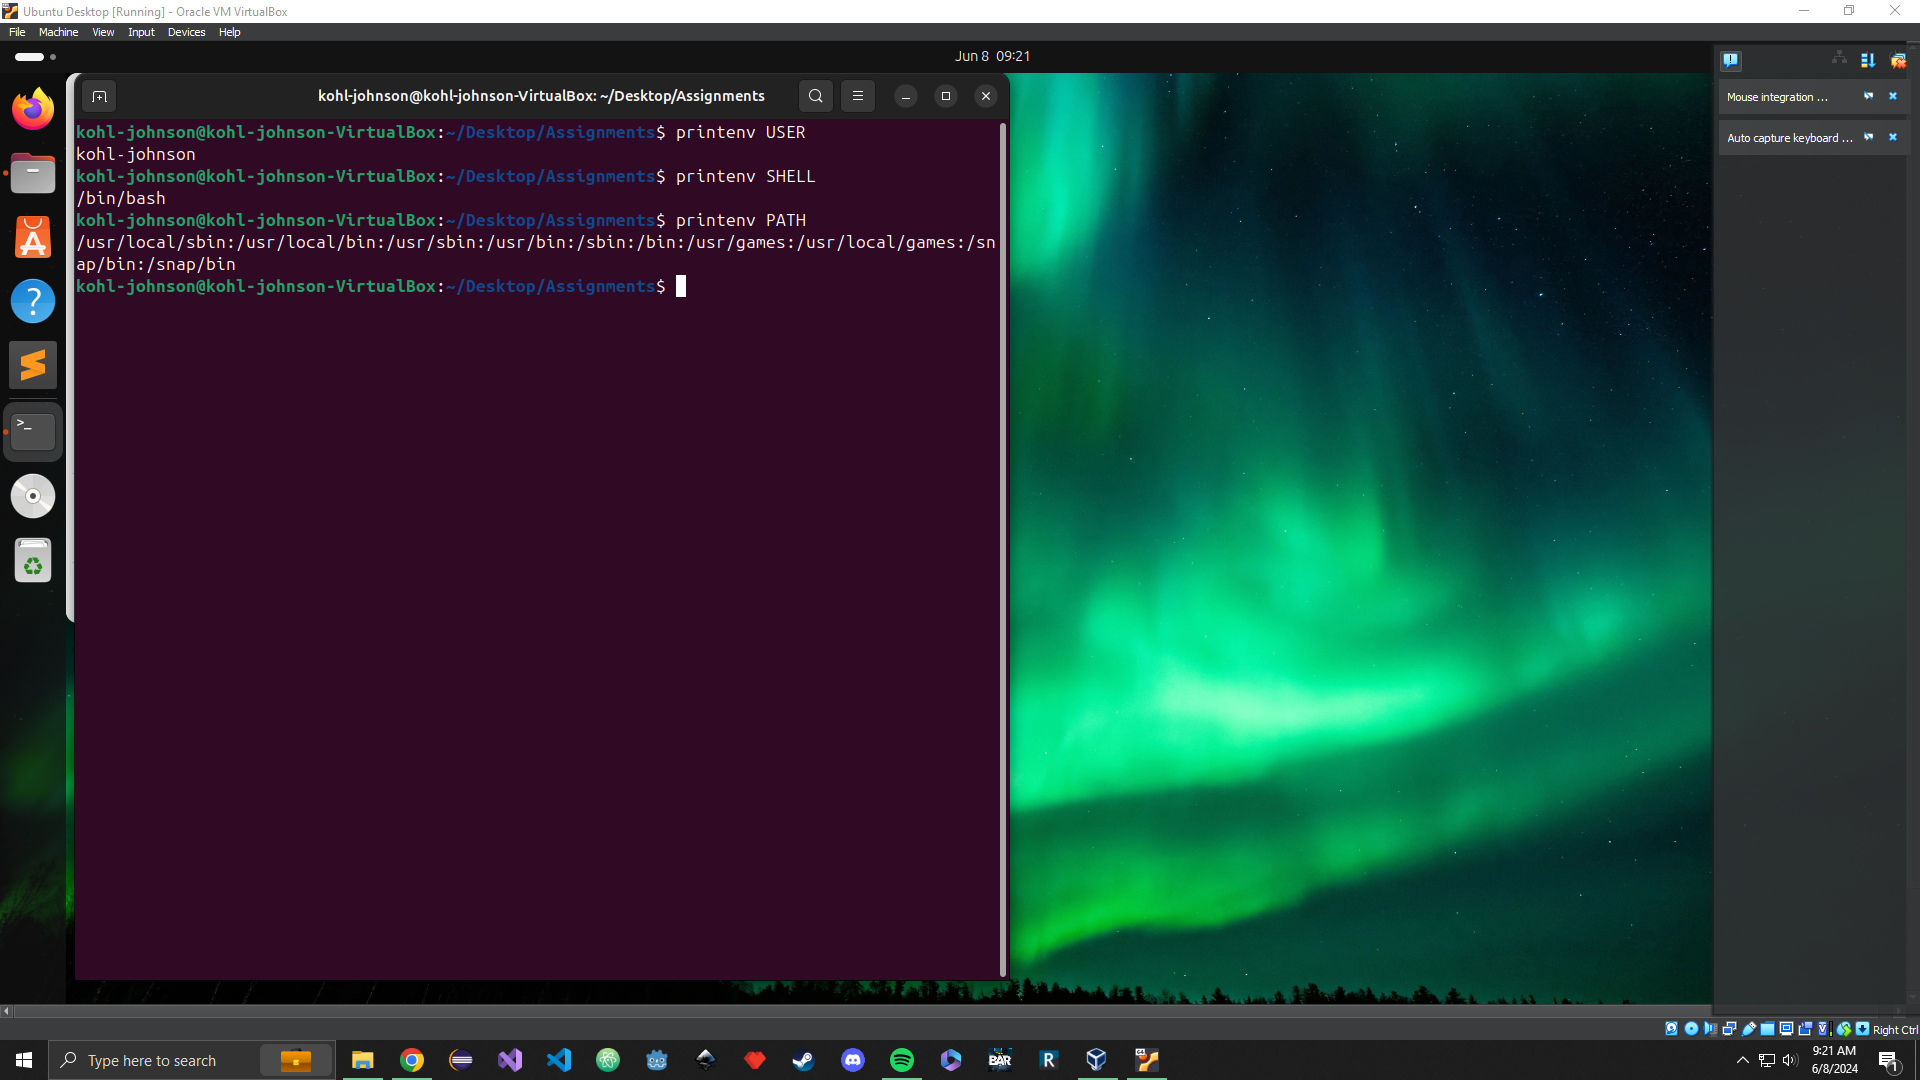 Ubuntu Desktop [Running] - Oracle VM VirtualBox
File Machine View Input Devices Help
Jun 8 09:21
kohl-johnson@kohl-johnson-VirtualBox: ~/Desktop/Assignments
kohl-johnson@kohl-johnson-VirtualBox:~/Desktop/Assignments$ printenv USER
kohl-johnson
kohl-johnson@kohl-johnson-VirtualBox:~/Desktop/Assignments$ printenv SHELL
/bin/bash
kohl-johnson@kohl-johnson-VirtualBox:~/Desktop/Assignments$ printenv PATH
/usr/local/sbin:/usr/local/bin:/usr/sbin:/usr/bin:/sbin:/bin:/usr/games:/usr/local/games:/sn
ap/bin:/snap/bin
kohl-johnson@kohl-johnson-VirtualBox:~/Desktop/Assignments$
Mouse integration ...
Auto capture keyboard ...
Right Ctrl
Type here to search
BAR
R
9:21 AM
6/8/2024
1